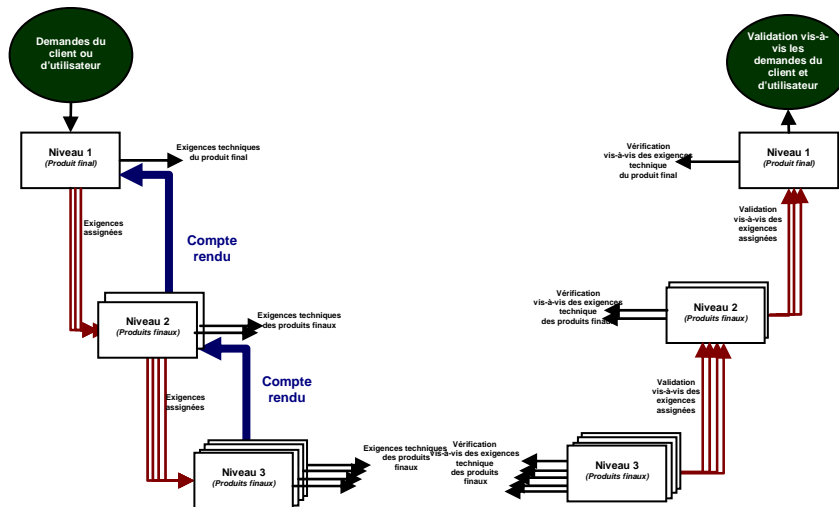 Demandes du
client ou
d'utilisateur
Niveau 1
(Produit final)
Exigences techniques
du produit final
Exigences
assignées
Compte
rendu
Niveau 2
(Produits finaux)
Exigences techniques
des produits finaux
Exigences
assignées
Compte
rendu
Niveau 3
(Produits finaux)
Exigences techniques
des produits
finaux
Validation vis-à-
vis les
demandes du
client et
d'utilisateur
Niveau 1
(Produit final)
Vérification
vis-à-vis des exigences
technique
du produit final
Validation
vis-à-vis des
exigences
assignées
Niveau 2
(Produits finaux)
Vérification
vis-à-vis des exigences
technique
des produits finaux
Validation
vis-à-vis des
exigences
assignées
Niveau 3
(Produits finaux)
Vérification
vis-à-vis des exigences
technique
des produits
finaux